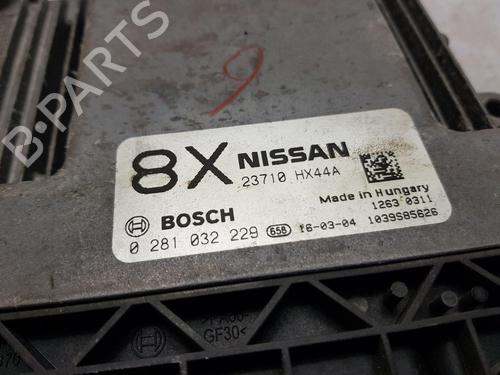 B-PARTS
9
8X NISSAN
23710 HX44A
Made in Hungary
1263 0311
BOSCH
0 281 032 229 658 16-03-04 1039S85826
GF30<